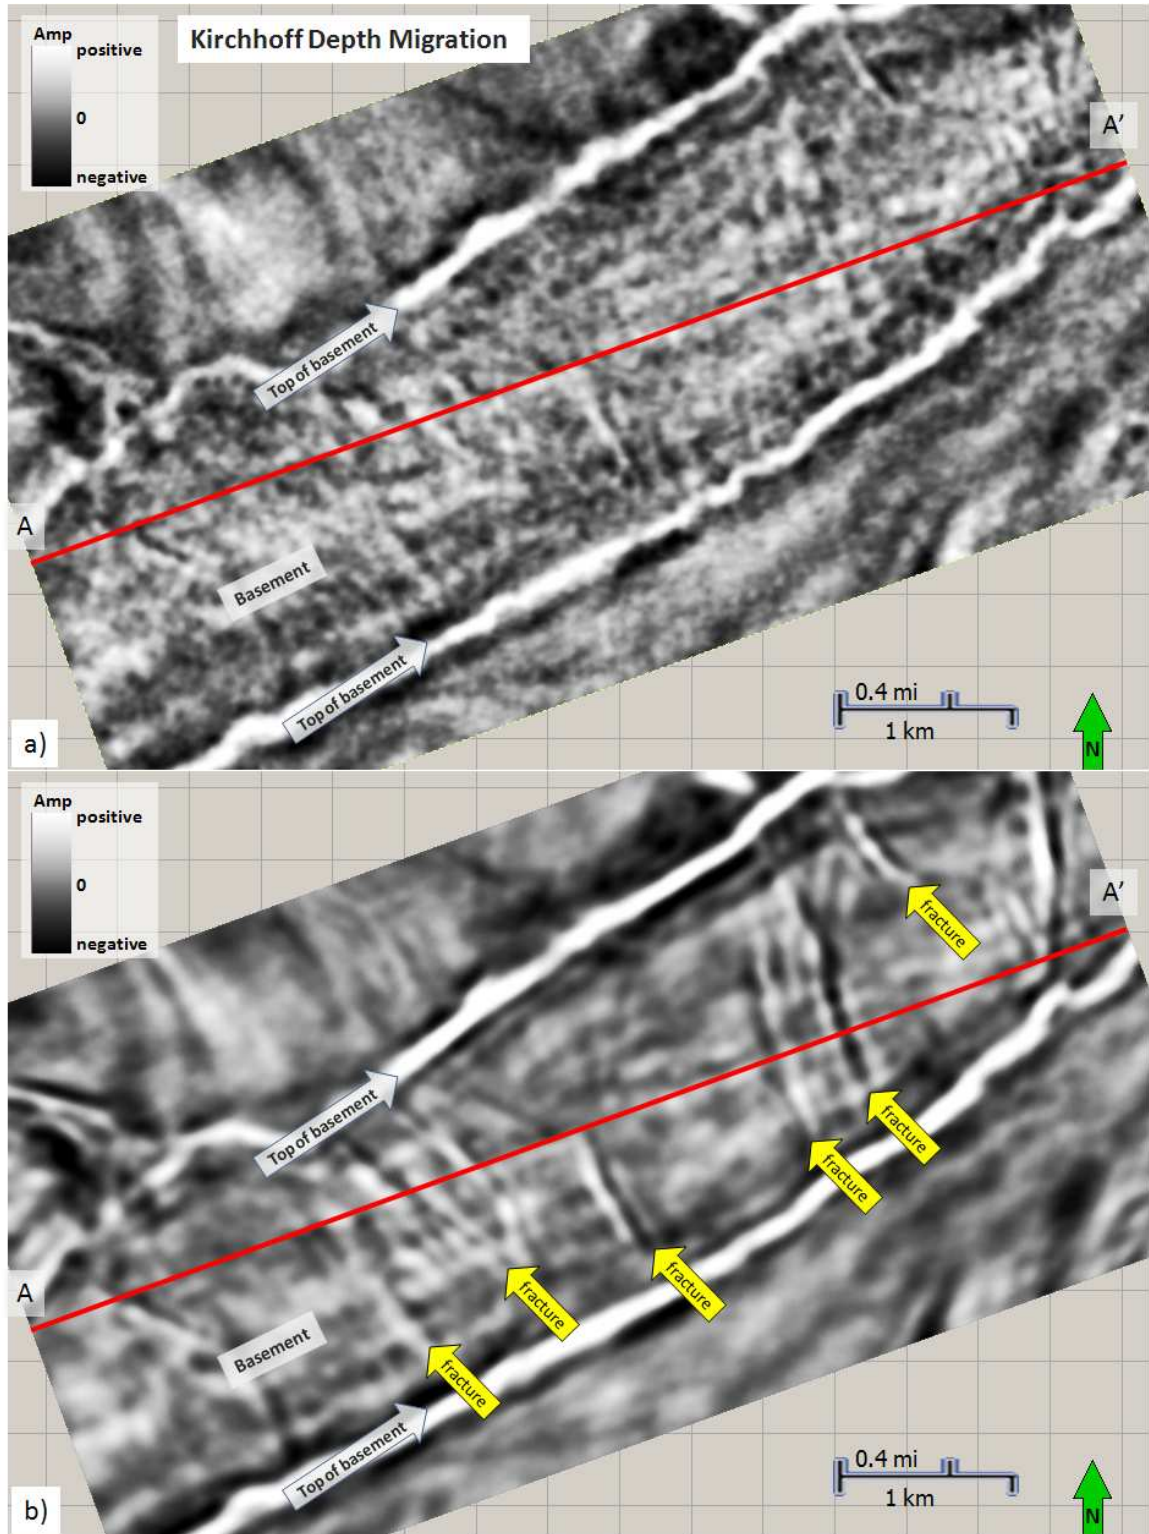 Amp
positive
0
negative
Kirchhoff Depth Migration
A'
Top of basement
A
Basement
Top of basement
0.4 mi
1 km
N
a)
Amp
positive
0
negative
A'
fracture
fracture
Top of basement
fracture
A
fracture
fracture
Basement
fracture
Top of basement
0.4 mi
1 km
N
b)